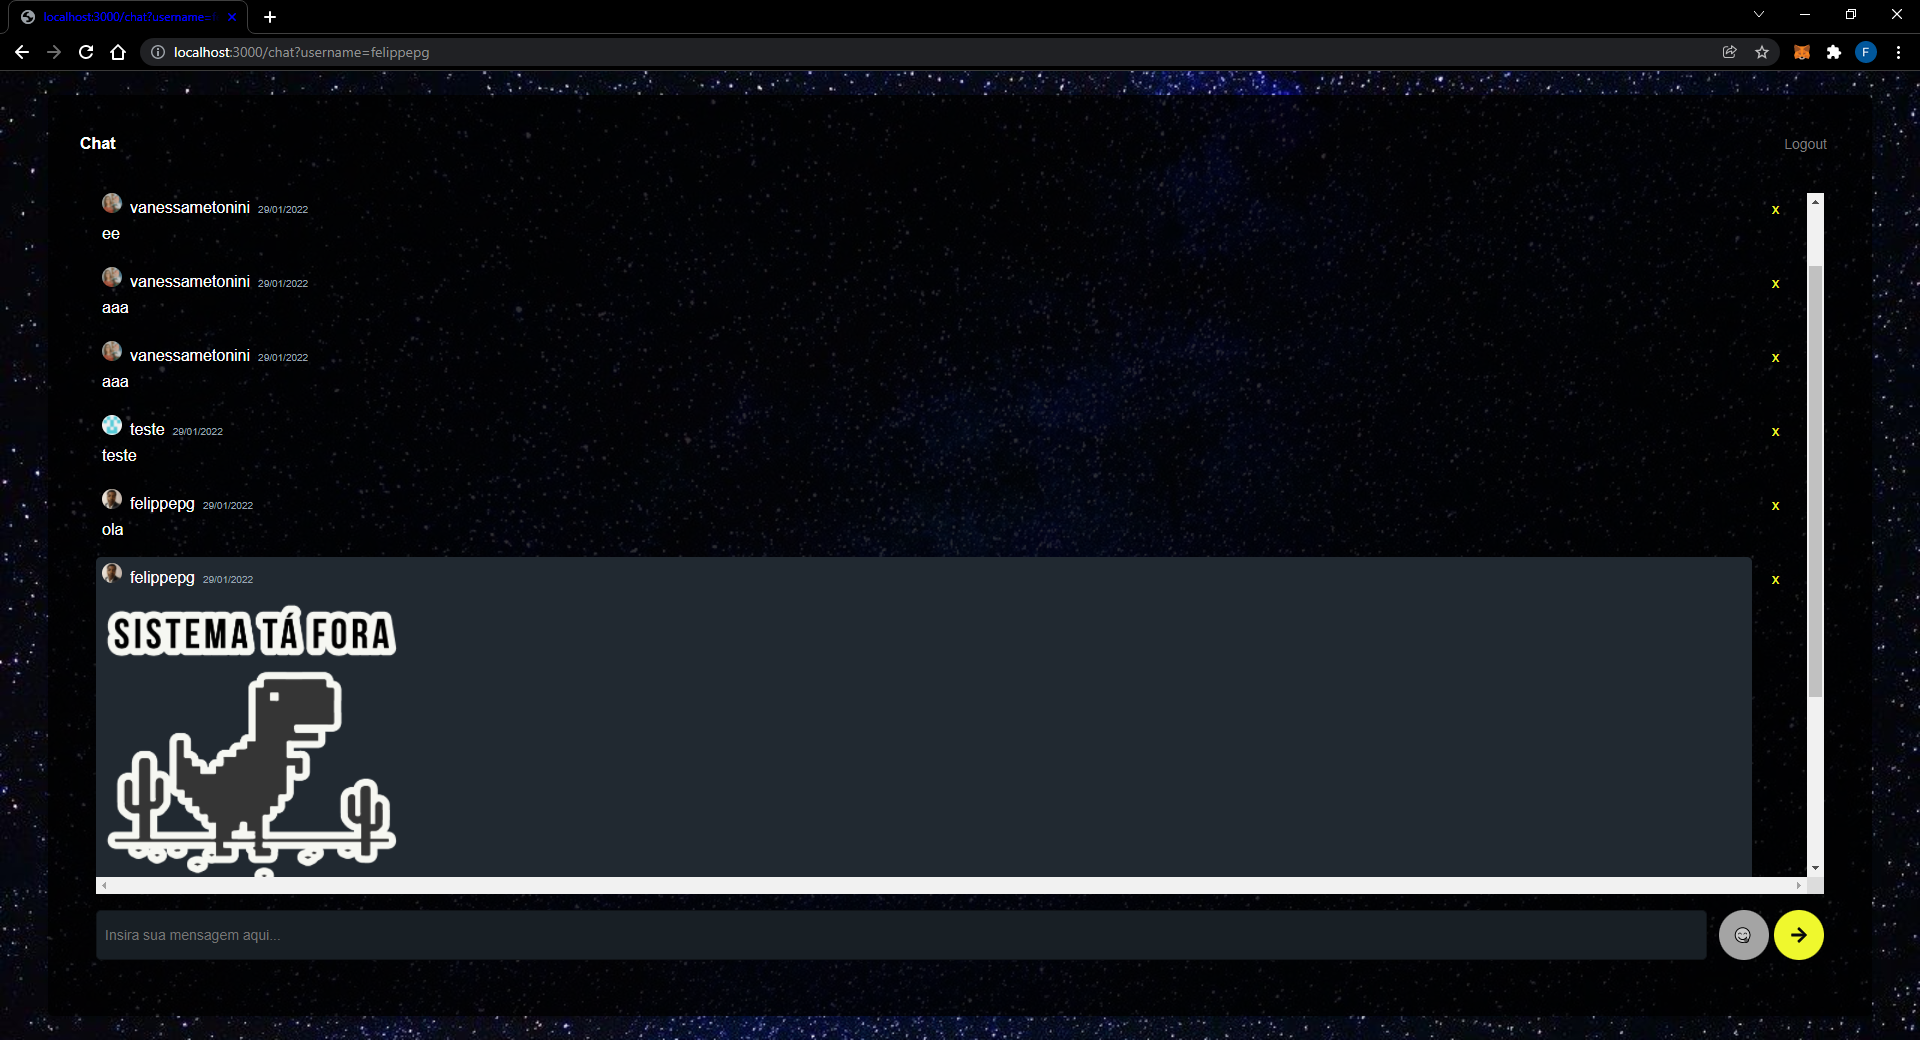 localhost:3000/chat?username=
localhost:3000/chat?username=felippepg
F
Chat
Logout
vanessametonini 29/01/2022 x
ee
vanessametonini 29/01/2022 x
aaa
vanessametonini 29/01/2022 x
aaa
teste 29/01/2022 x
teste
felippepg 29/01/2022 x
ola
felippepg 29/01/2022 x
SISTEMA TÁ FORA
Insira sua mensagem aqui...